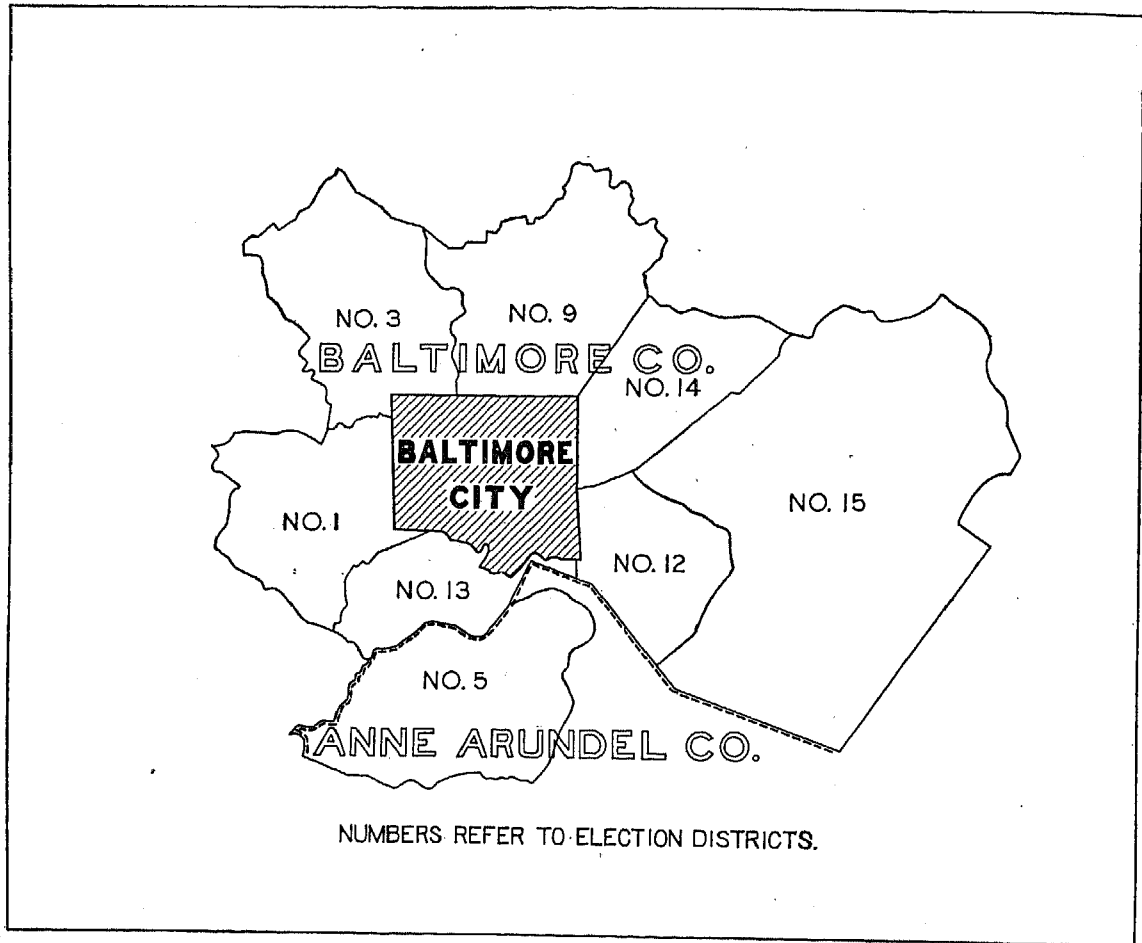 NO. 3
NO. 9
BALTIMORE CO.
NO. 14
BALTIMORE
CITY
NO. 1
NO. 15
NO. 12
NO. 13
NO. 5
ANNE ARUNDEL CO.
NUMBERS REFER TO ELECTION DISTRICTS.